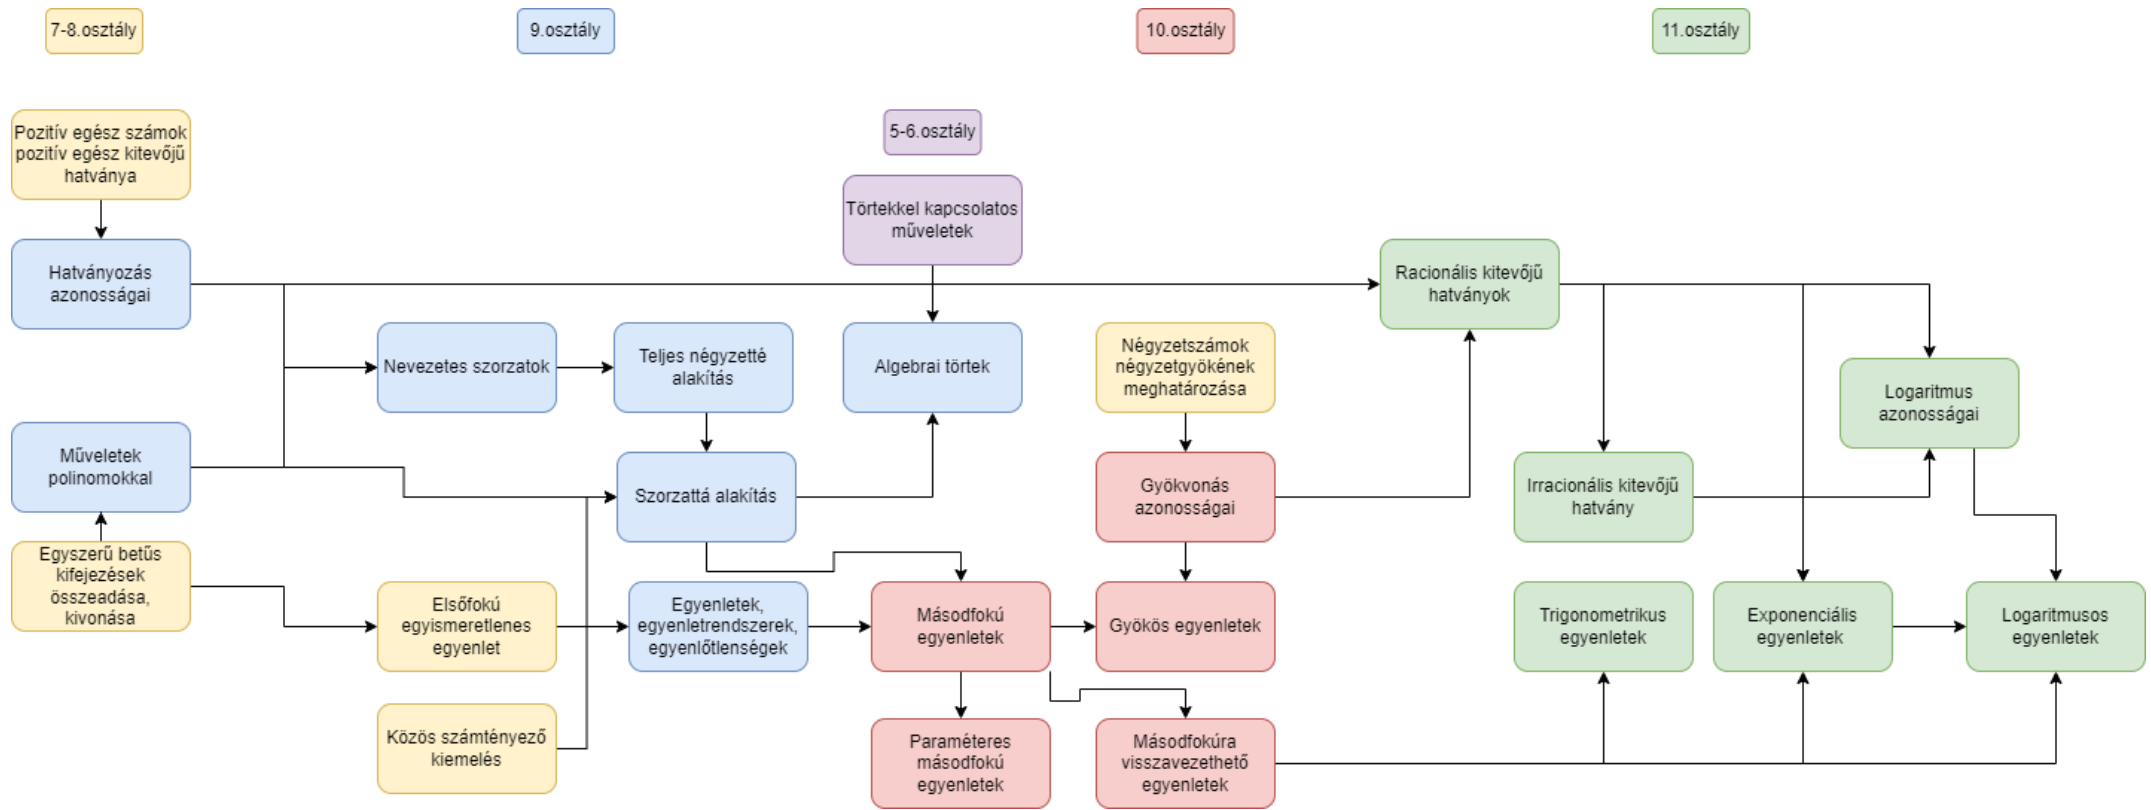 7-8.osztály
9.osztály
10.osztály
11.osztály
Pozitív egész számok
pozitív egész kitevőjű
hatványa
5-6.osztály
Törtekkel kapcsolatos
műveletek
Hatványozás
azonosságai
Racionális kitevőjű
hatványok
Nevezetes szorzatok
Teljes négyzetté
alakítás
Algebrai törtek
Négyzetszámok
négyzetgyökének
meghatározása
Logaritmus
azonosságai
Műveletek
polinomokkal
Szorzattá alakítás
Gyökvonás
azonosságai
Irracionális kitevőjű
hatvány
Egyszerű betűs
kifejezések
összeadása,
kivonása
Elsőfokú
egyismeretlenes
egyenlet
Egyenletek,
egyenletrendszerek,
egyenlőtlenségek
Másodfokú
egyenletek
Gyökös egyenletek
Trigonometrikus
egyenletek
Exponenciális
egyenletek
Logaritmusos
egyenletek
Közös számtényező
kiemelés
Paraméteres
másodfokú
egyenletek
Másodfokúra
visszavezethető
egyenletek